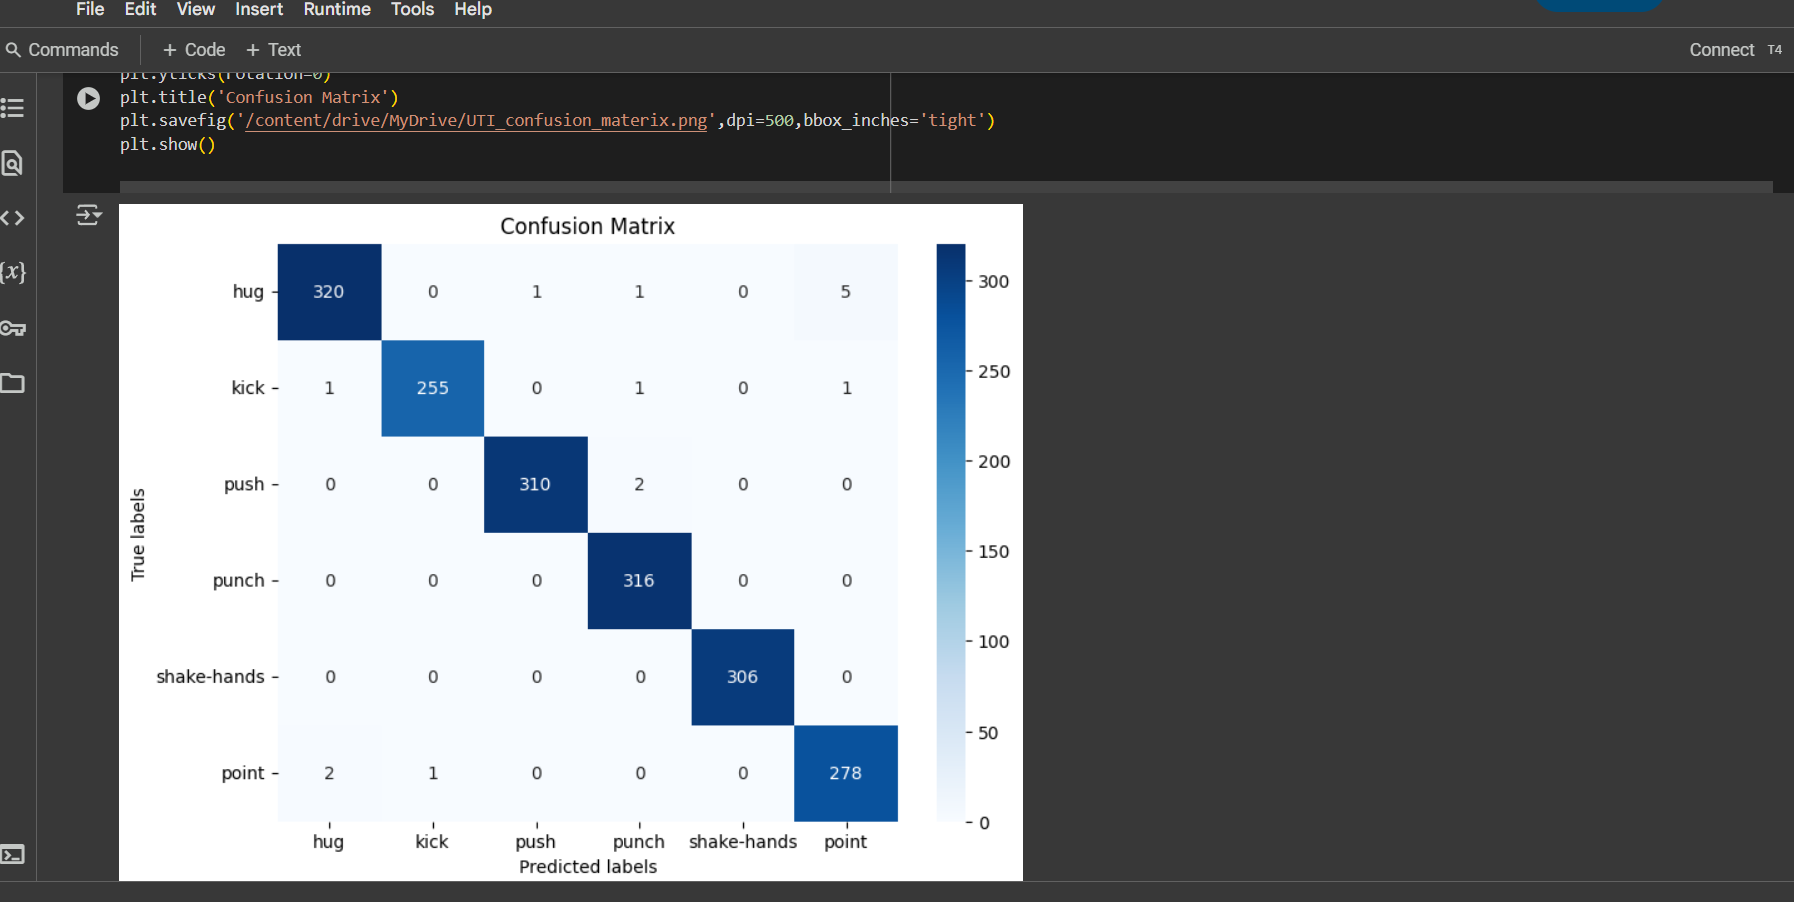 File Edit View Insert Runtime Tools Help
Commands + Code + Text Connect T4
plt.yticks(rotation=0)
plt.title('Confusion Matrix')
plt.savefig('/content/drive/MyDrive/UTI_confusion_materix.png',dpi=500,bbox_inches='tight')
plt.show()
{x}
Confusion Matrix
hug 320 0 1 1 0 5
kick 1 255 0 1 0 1
push 0 0 310 2 0 0
punch 0 0 0 316 0 0
shake-hands 0 0 0 0 306 0
point 2 1 0 0 0 278
True labels
hug kick push punch shake-hands point
Predicted labels
300
250
200
150
100
50
0